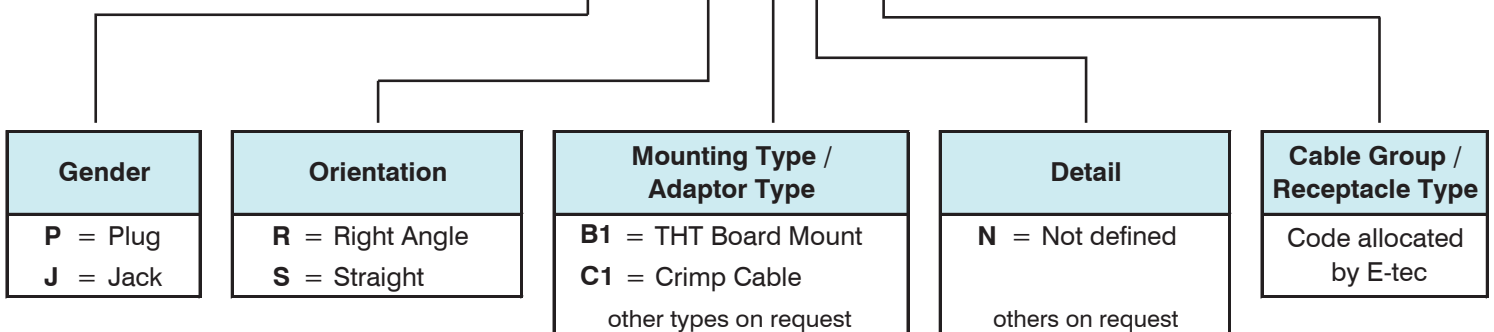 Gender
P = Plug
J = Jack
Orientation
R = Right Angle
S = Straight
Mounting Type /
Adaptor Type
B1 = THT Board Mount
C1 = Crimp Cable
other types on request
Detail
N = Not defined
others on request
Cable Group /
Receptacle Type
Code allocated
by E-tec